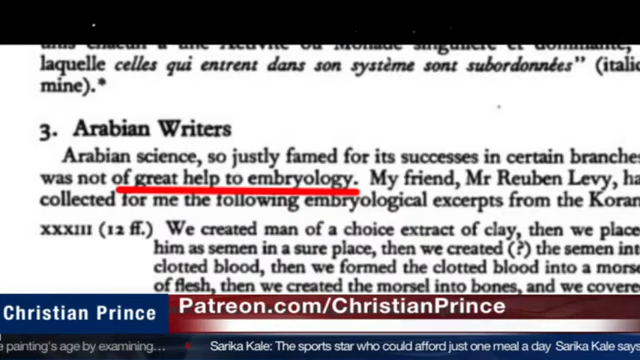 laquelle celles qui entrent dans son système sont subordonnées" (italic
mine).*
3. Arabian Writers
Arabian science, so justly famed for its successes in certain branches
was not of great help to embryology. My friend, Mr Reuben Levy, ha
collected for me the following embryological excerpts from the Koran
XXXIII (12 ff.) We created man of a choice extract of clay, then we place
him as semen in a sure place, then we created (?) the semen int
clotted blood, then we formed the clotted blood into a morse
of flesh, then we created the morsel into bones, and we covere
Christian Prince
Patreon.com/ChristianPrince
e painting's age by examining...
Sarika Kale: The sports star who could afford just one meal a day Sarika Kale says